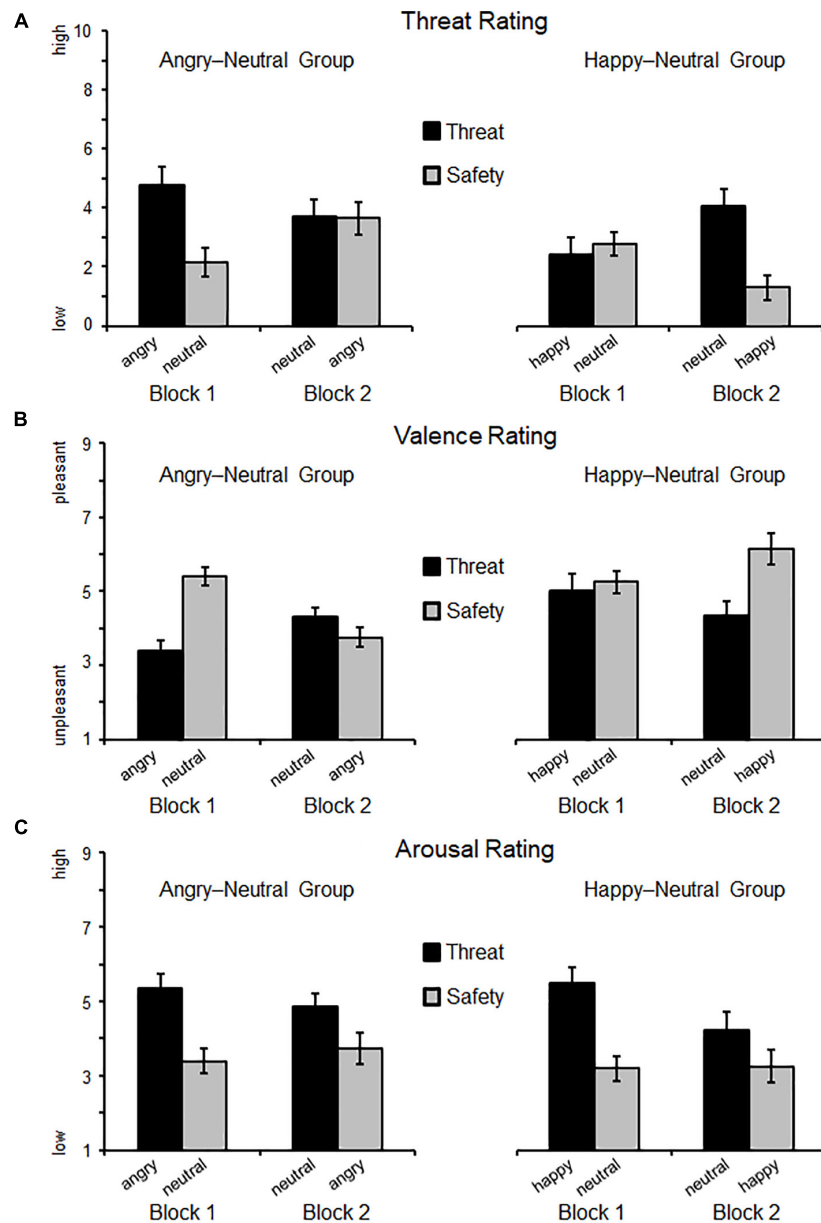 A
Threat Rating
high
10
8
6
4
2
0
low
Angry–Neutral Group
Happy–Neutral Group
Threat
Safety
angry neutral neutral angry
happy neutral neutral happy
Block 1 Block 2
Block 1 Block 2
B
Valence Rating
pleasant
9
7
5
3
1
unpleasant
Angry–Neutral Group
Happy–Neutral Group
Threat
Safety
angry neutral neutral angry
happy neutral neutral happy
Block 1 Block 2
Block 1 Block 2
C
Arousal Rating
high
9
7
5
3
1
low
Angry–Neutral Group
Happy–Neutral Group
Threat
Safety
angry neutral neutral angry
happy neutral neutral happy
Block 1 Block 2
Block 1 Block 2